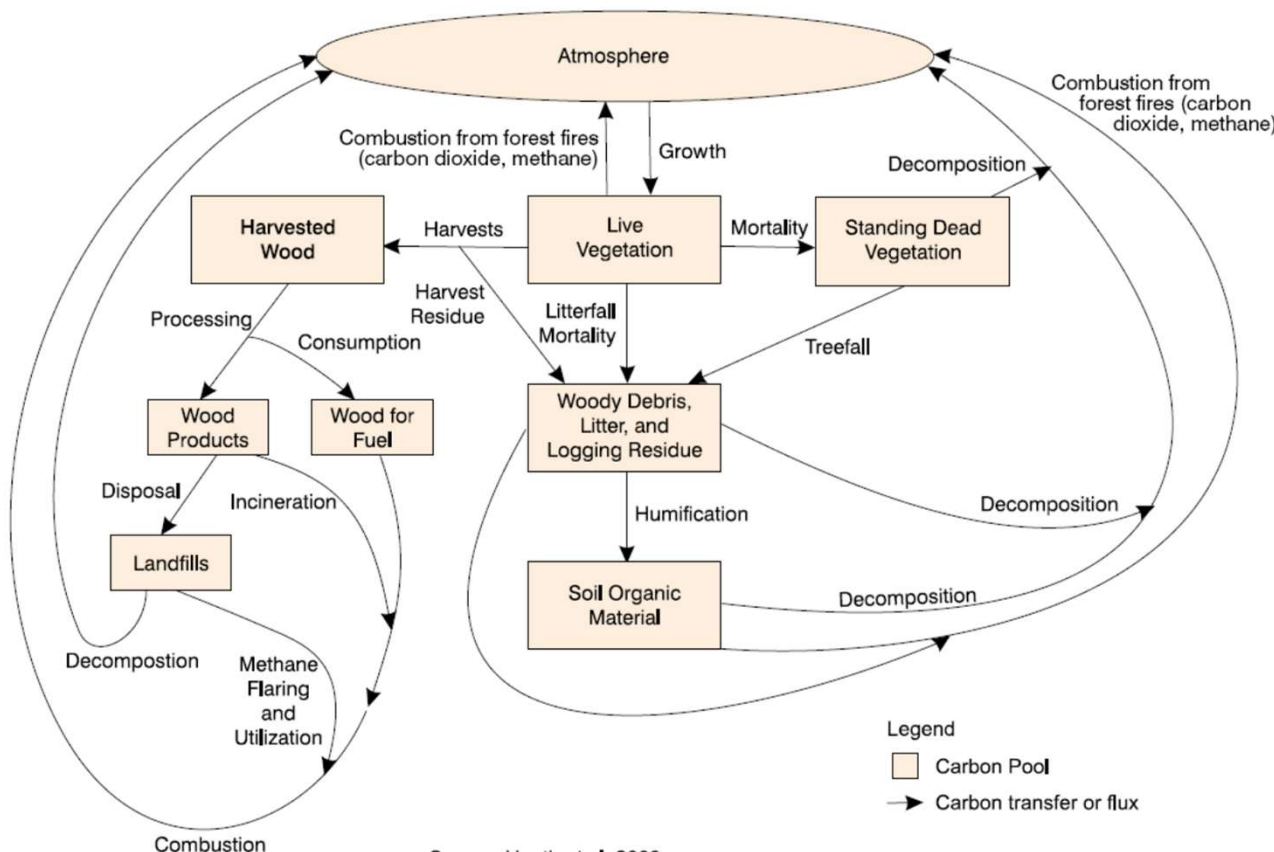 Atmosphere
Combustion from forest fires
(carbon dioxide, methane)
Growth
Combustion from
forest fires (carbon
dioxide, methane)
Decomposition
Harvested
Wood
Harvests
Live
Vegetation
Mortality
Standing Dead
Vegetation
Harvest
Residue
Litterfall
Mortality
Treefall
Processing
Consumption
Wood
Products
Wood for
Fuel
Woody Debris,
Litter, and
Logging Residue
Disposal
Incineration
Humification
Decomposition
Landfills
Soil Organic
Material
Decomposition
Decompostion
Methane
Flaring
and
Utilization
Legend
Carbon Pool
Carbon transfer or flux
Combustion